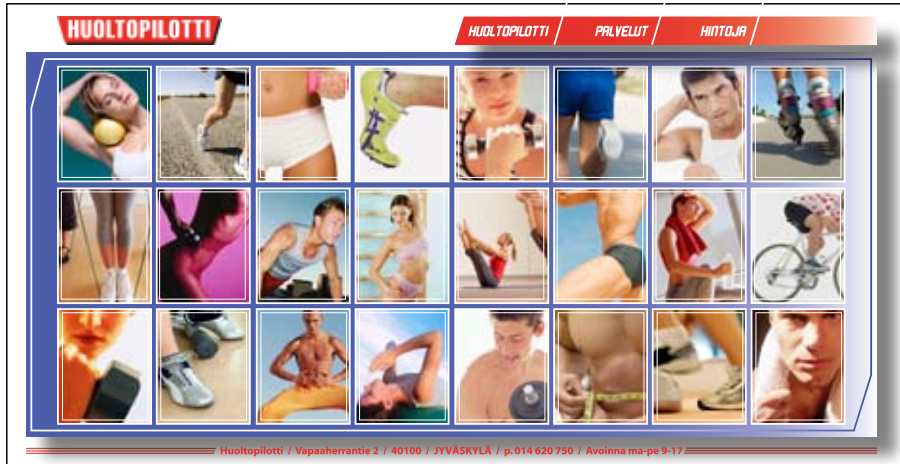 HUOLTOPILOTTI
HUOLTOPILOTTI / PALVELUT / HINTOJA /
Huoltopilotti / Vapaaherrantie 2 / 40100 / JYVÄSKYLÄ / p. 014 620 750 / Avoinna ma-pe 9-17